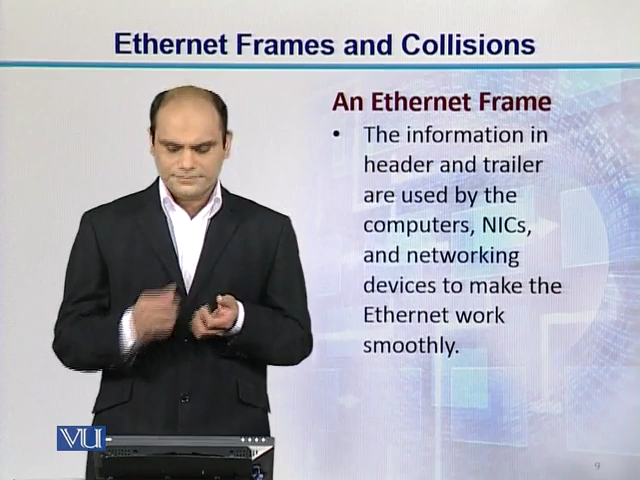 Ethernet Frames and Collisions
An Ethernet Frame
• The information in
header and trailer
are used by the
computers, NICs,
and networking
devices to make the
Ethernet work
smoothly.
VU
9